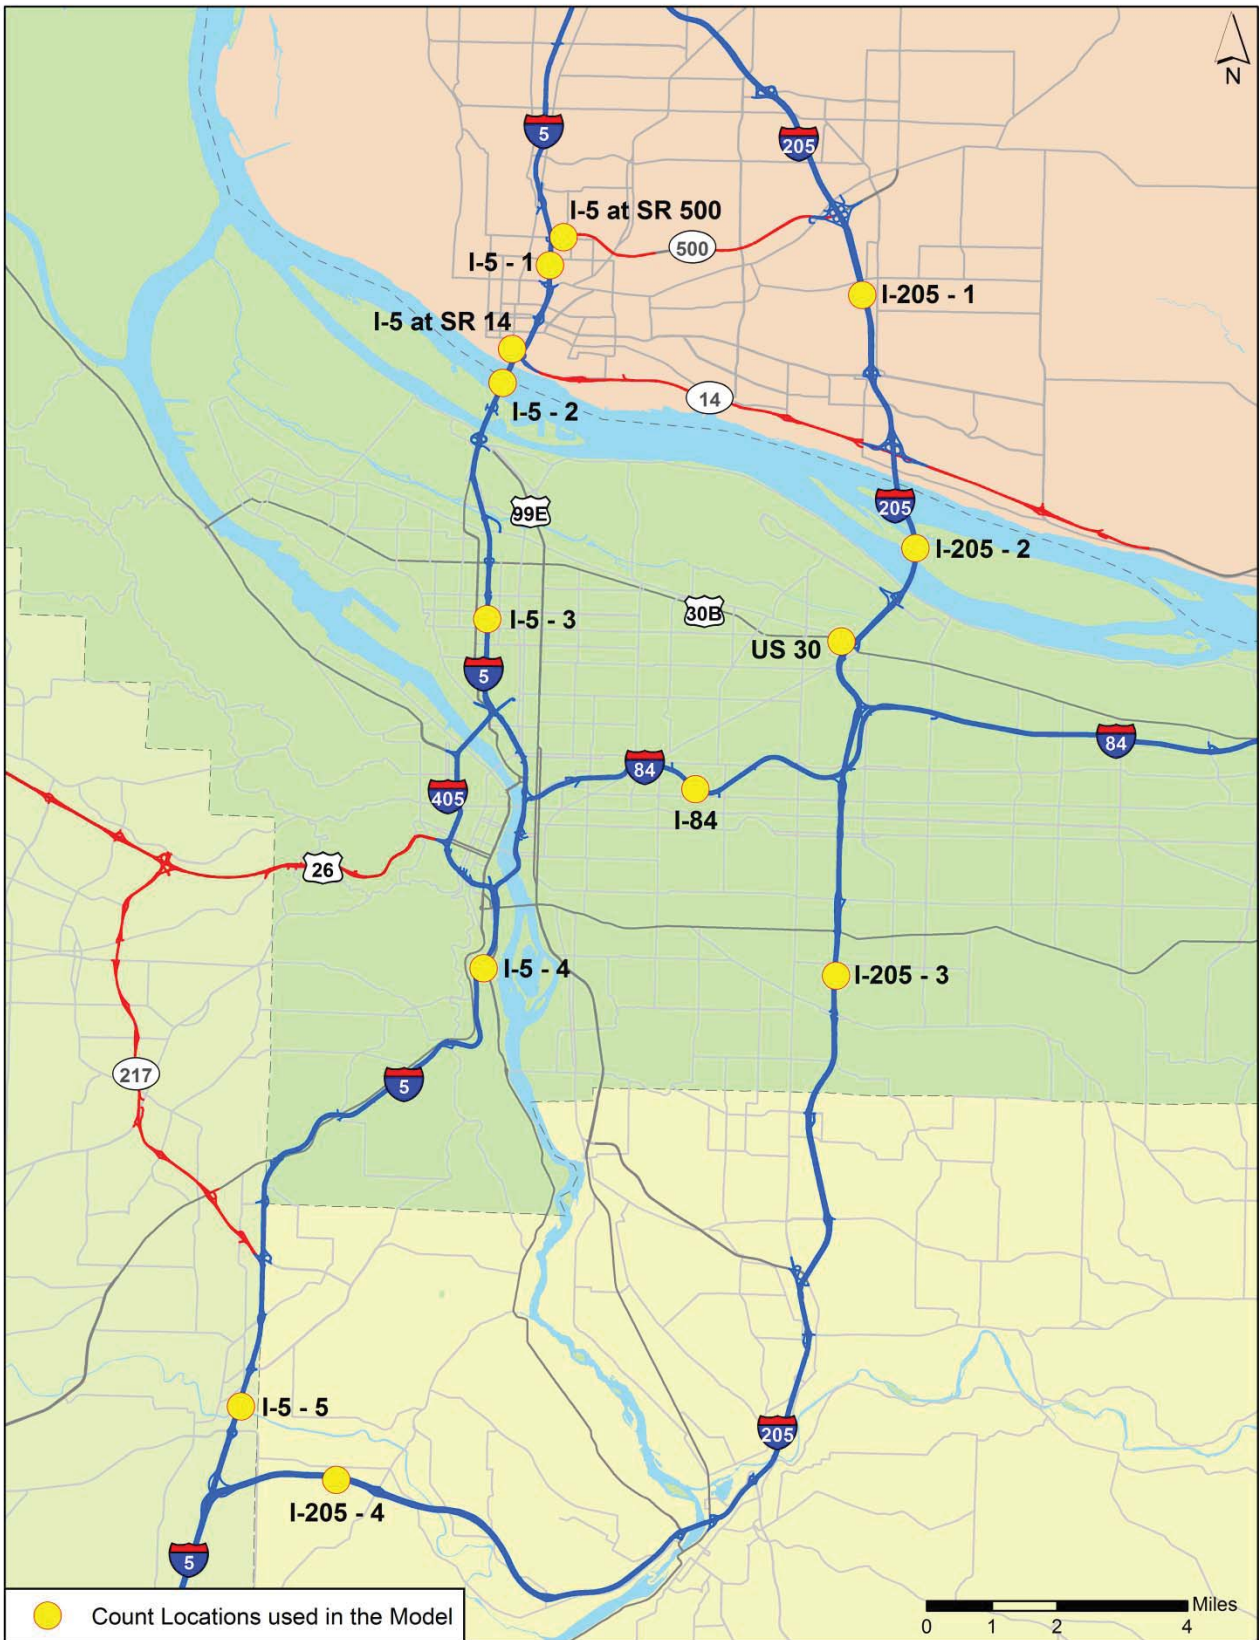 N
5
205
I-5 at SR 500
500
I-5 - 1
I-205 - 1
I-5 at SR 14
14
I-5 - 2
205
99E
I-205 - 2
30B
I-5 - 3
US 30
5
84
84
405
I-84
26
I-5 - 4
I-205 - 3
217
5
I-5 - 5
205
I-205 - 4
5
Count Locations used in the Model
Miles
0 1 2 4